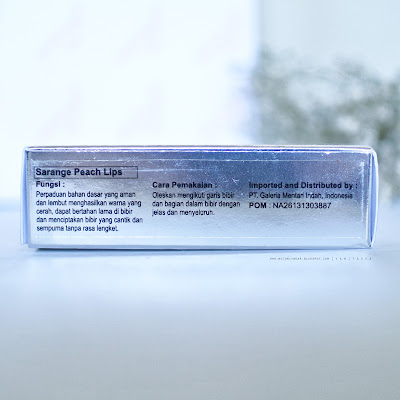 Sarange Peach Lips
Fungsi :
Perpaduan bahan dasar yang aman
dan lembut menghasilkan warna yang
cerah, dapat bertahan lama di bibir
dan menciptakan bibir yang cantik dan
sempurna tanpa rasa lengket.
Cara Pemakaian :
Oleskan mengikuti garis bibir
dan bagian dalam bibir dengan
jelas dan menyeluruh.
Imported and Distributed by :
PT. Galeria Mentari Indah, Indonesia
POM : NA26131303887